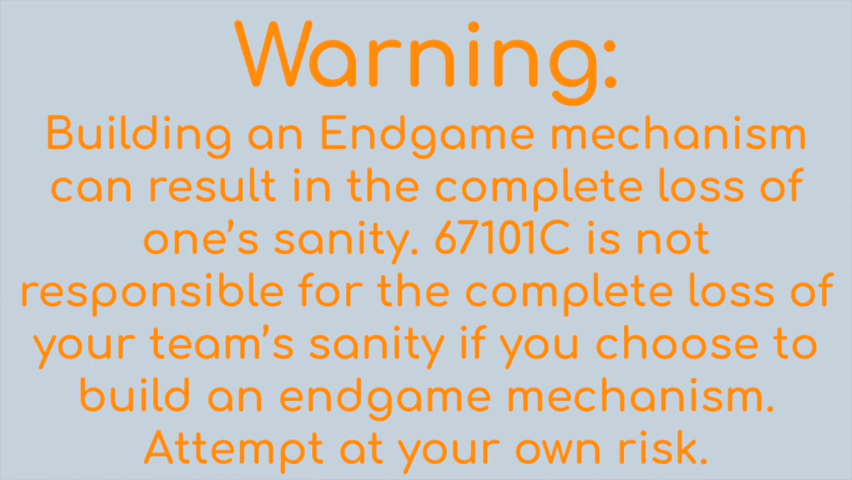 Warning:
Building an Endgame mechanism
can result in the complete loss of
one’s sanity. 67101C is not
responsible for the complete loss of
your team’s sanity if you choose to
build an endgame mechanism.
Attempt at your own risk.